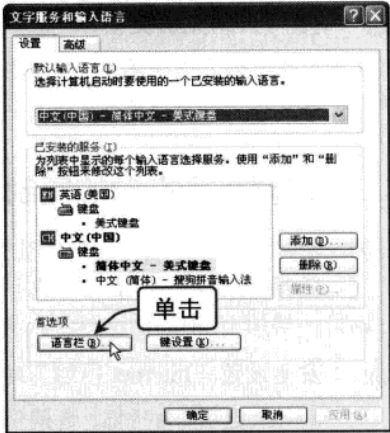 文字服务和输入语言
设置 高级
默认输入语言(L)
选择计算机启动时要使用的一个已安装的输入语言。
中文(中国) - 简体中文 - 美式键盘
已安装的服务(I)
为列表中显示的每个输入语言选择服务。使用“添加”和“删
除”按钮来修改这个列表。
EN 英语(美国)
键盘
• 美式键盘
CH 中文(中国)
键盘
• 简体中文 - 美式键盘
• 中文 (简体) - 搜狗拼音输入法
添加(D)...
删除(R)
属性(P)...
单击
首选项
语言栏(B)...
键设置(K)...
确定 取消 应用(A)